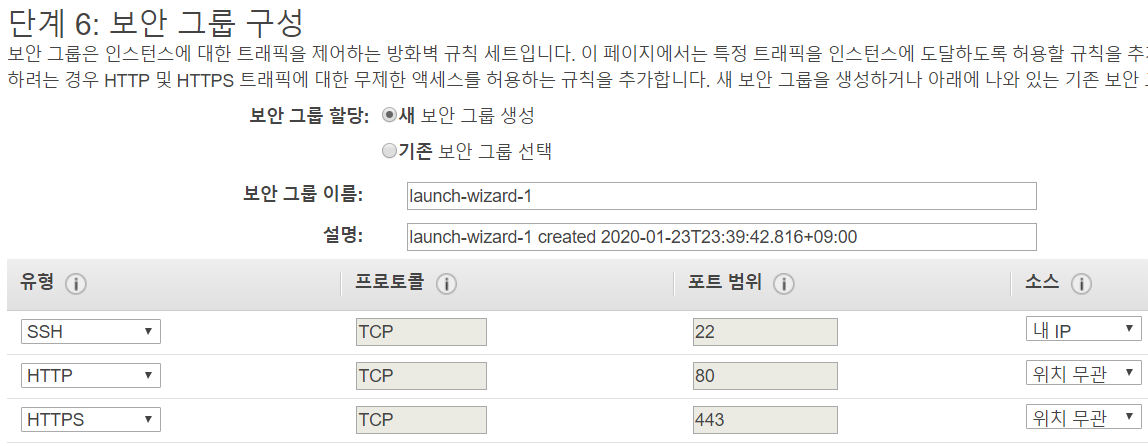 단계 6: 보안 그룹 구성
보안 그룹은 인스턴스에 대한 트래픽을 제어하는 방화벽 규칙 세트입니다. 이 페이지에서는 특정 트래픽을 인스턴스에 도달하도록 허용할 규칙을
하려는 경우 HTTP 및 HTTPS 트래픽에 대한 무제한 액세스를 허용하는 규칙을 추가합니다. 새 보안 그룹을 생성하거나 아래에 나와 있는 기존 보안
보안 그룹 할당: 새 보안 그룹 생성
기존 보안 그룹 선택
보안 그룹 이름: launch-wizard-1
설명: launch-wizard-1 created 2020-01-23T23:39:42.816+09:00
유형 프로토콜 포트 범위 소스
SSH TCP 22 내 IP
HTTP TCP 80 위치 무관
HTTPS TCP 443 위치 무관